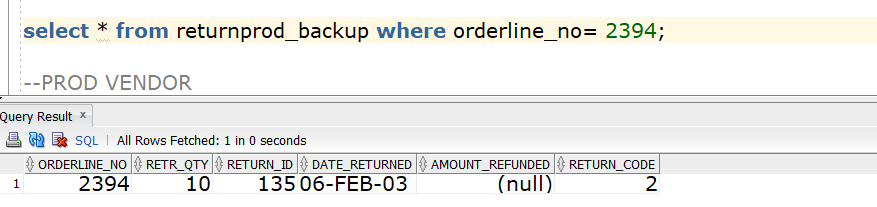 select * from returnprod_backup where orderline_no= 2394;
--PROD VENDOR
Query Result x
SQL | All Rows Fetched: 1 in 0 seconds
ORDERLINE_NO RETR_QTY RETURN_ID DATE_RETURNED AMOUNT_REFUNDED RETURN_CODE
1 2394 10 135 06-FEB-03 (null) 2